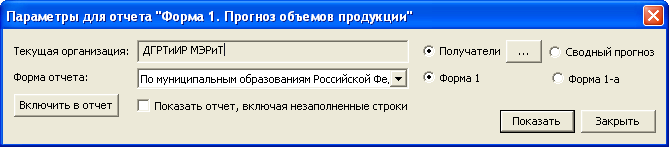 Параметры для отчета "Форма 1. Прогноз объемов продукции"
Текущая организация: ДГРТиИР МЭРиТ Получатели ... Сводный прогноз
Форма отчета: По муниципальным образованиям Российской Фе, Форма 1 Форма 1-а
Включить в отчет Показать отчет, включая незаполненные строки
Показать Закрыть